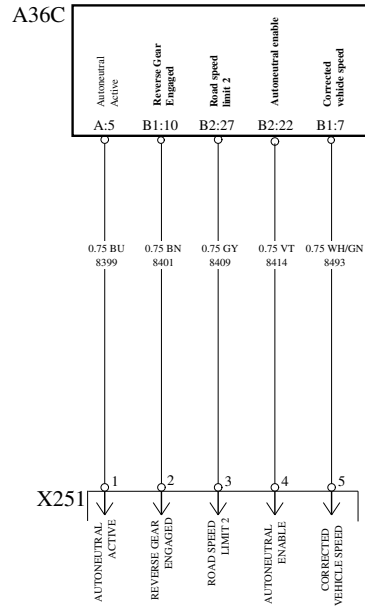 A36C
Autoneutral
Active
Reverse Gear
Engaged
Road speed
limit 2
Autoneutral enable
Corrected
vehicle speed
A:5 B1:10 B2:27 B2:22 B1:7
0.75 BU 0.75 BN 0.75 GY 0.75 VT 0.75 WH/GN
8399 8401 8409 8414 8493
1 2 3 4 5
X251
AUTONEUTRAL
ACTIVE
REVERSE GEAR
ENGAGED
ROAD SPEED
LIMIT 2
AUTONEUTRAL
ENABLE
CORRECTED
VEHICLE SPEED